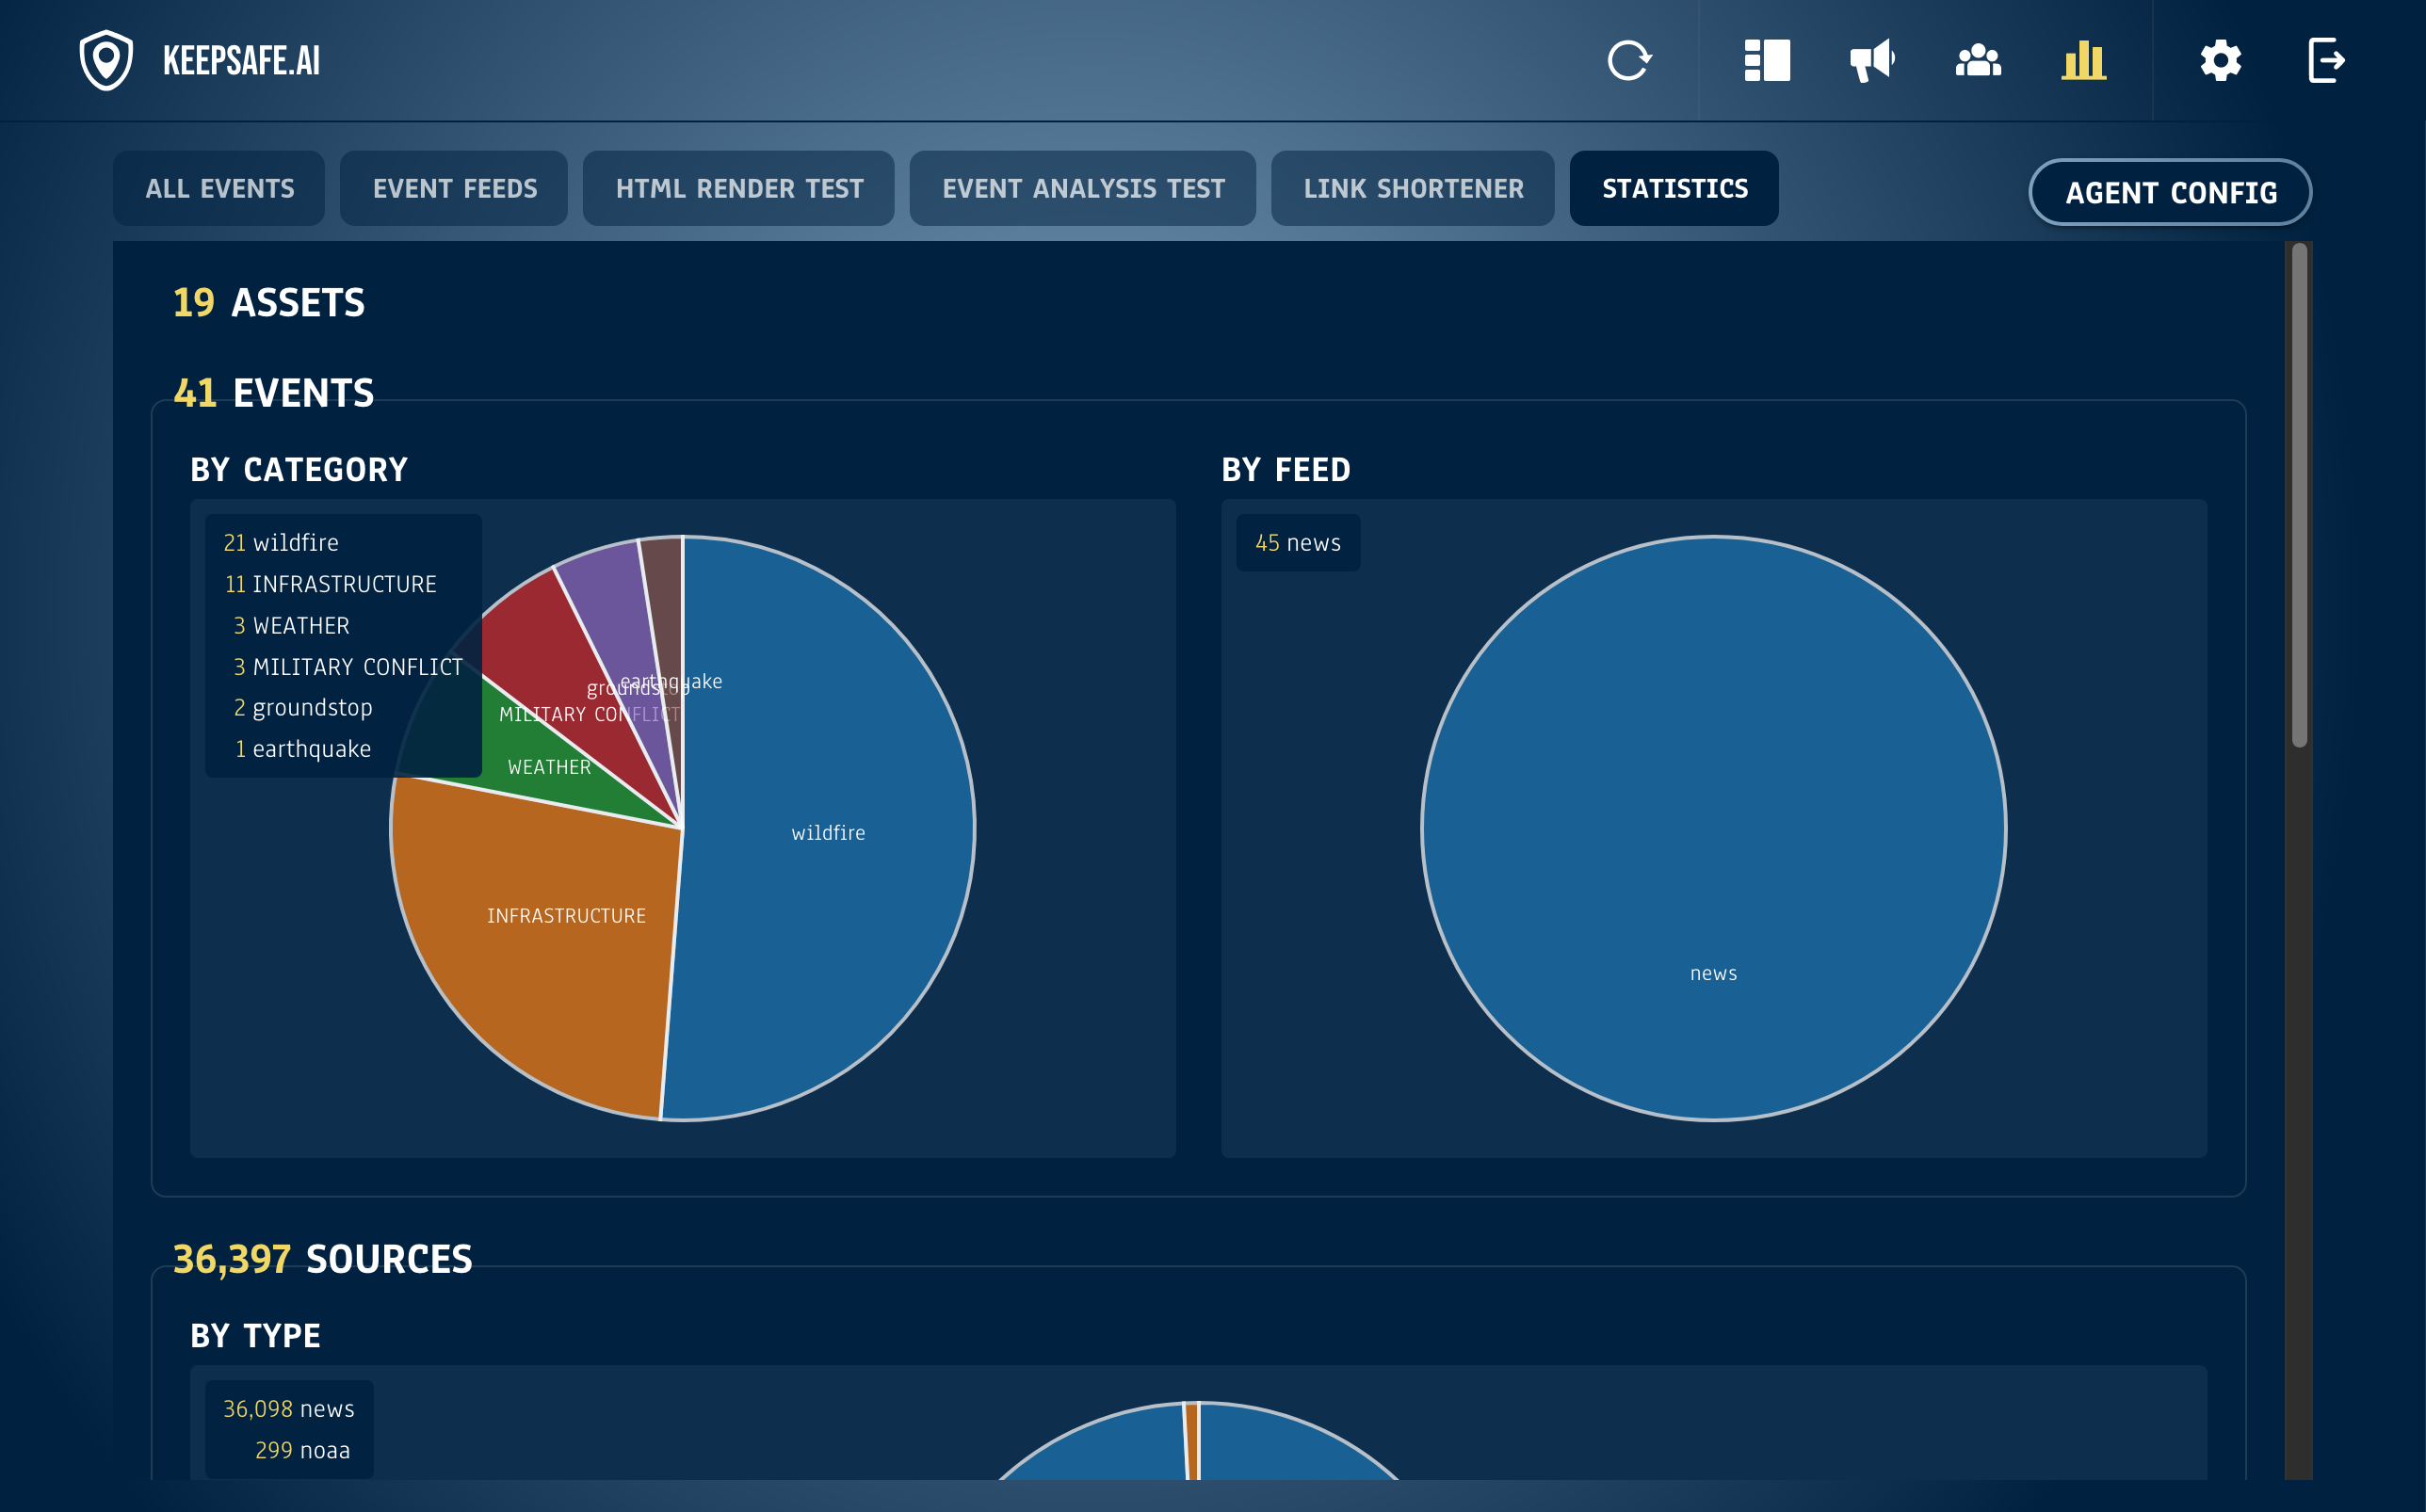 KEEPSAFE.AI
ALL EVENTS
EVENT FEEDS
HTML RENDER TEST
EVENT ANALYSIS TEST
LINK SHORTENER
STATISTICS
AGENT CONFIG
19 ASSETS
41 EVENTS
BY CATEGORY
21 wildfire
11 INFRASTRUCTURE
3 WEATHER
3 MILITARY CONFLICT
2 groundstop
1 earthquake
earthquake
groundstop
MILITARY CONFLICT
WEATHER
wildfire
INFRASTRUCTURE
BY FEED
45 news
news
36,397 SOURCES
BY TYPE
36,098 news
299 noaa